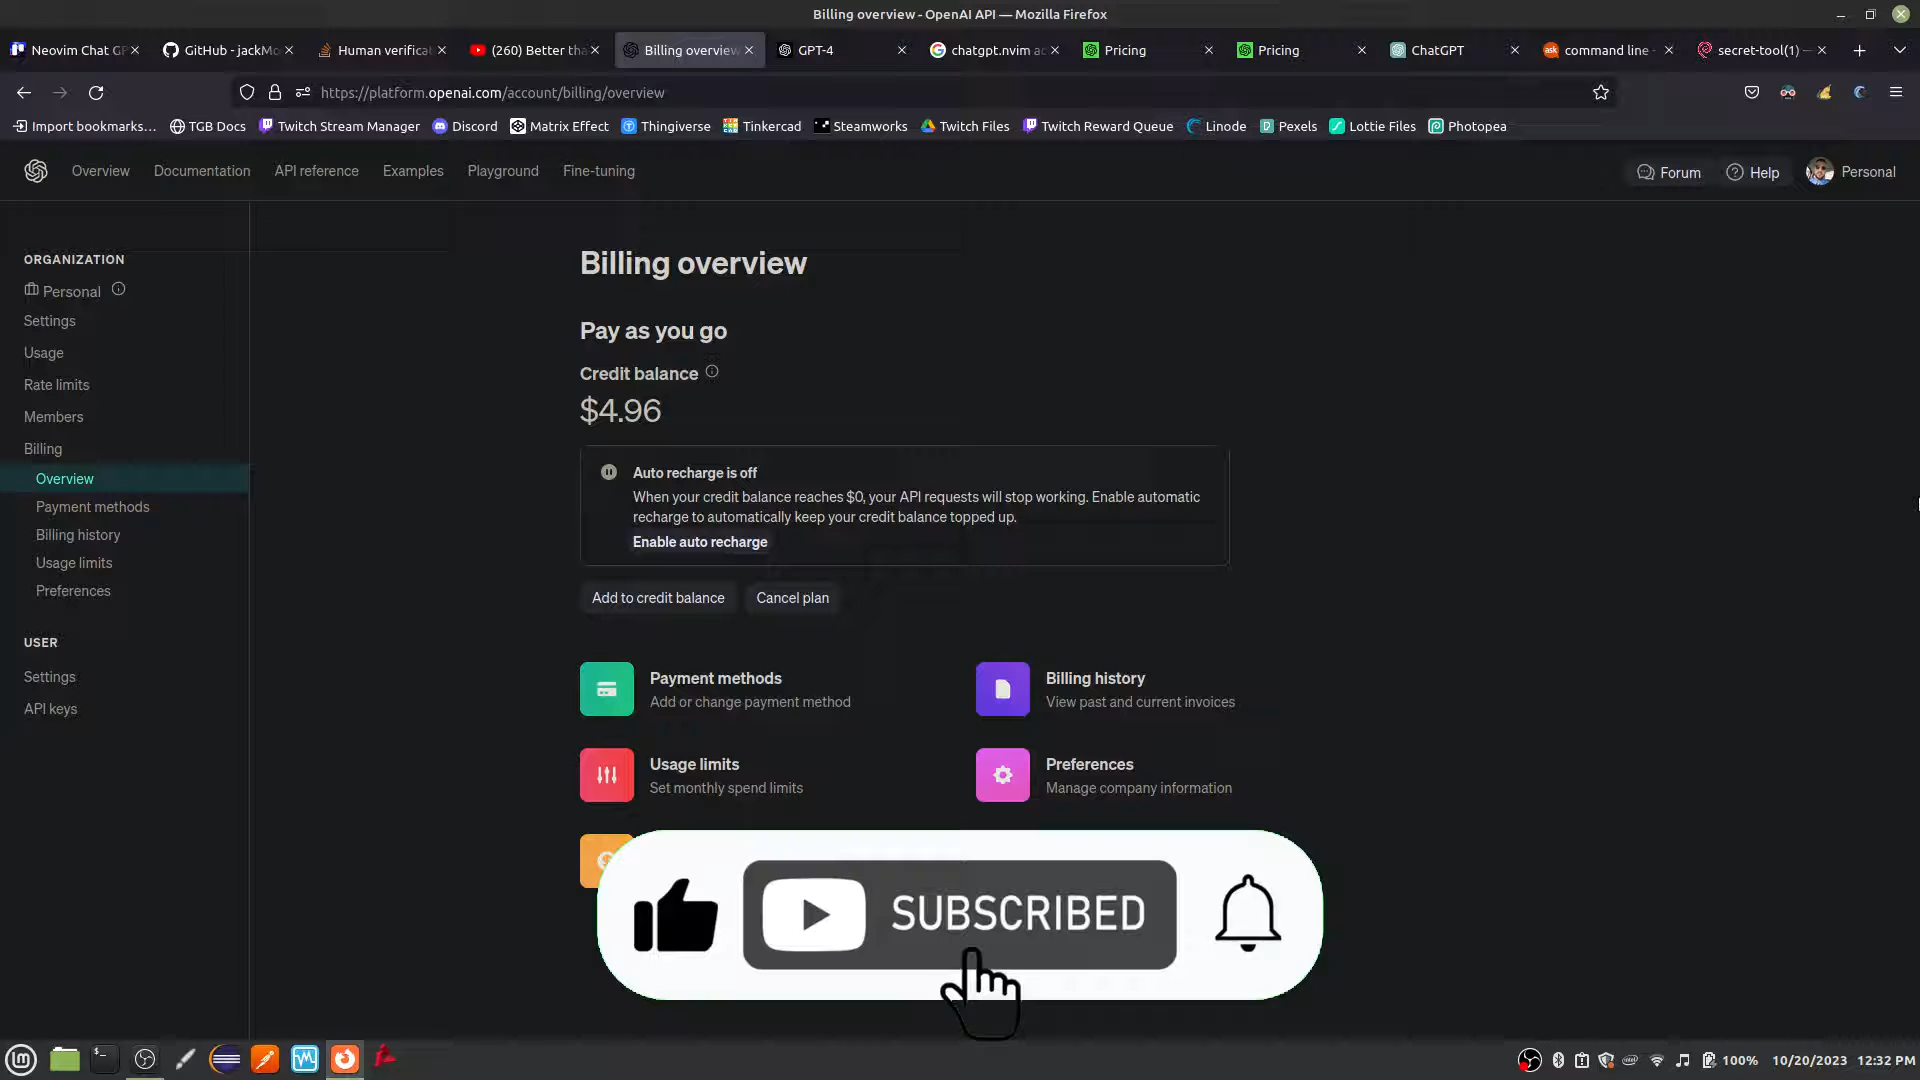 Billing overview - OpenAI API — Mozilla Firefox
Neovim Chat GP
GitHub - jackMo
Human verifica
(260) Better tha
Billing overview
GPT-4
chatgpt.nvim ac
Pricing
Pricing
ChatGPT
command line -
secret-tool(1) —
https://platform.openai.com/account/billing/overview
Import bookmarks...
TGB Docs
Twitch Stream Manager
Discord
Matrix Effect
Thingiverse
Tinkercad
Steamworks
Twitch Files
Twitch Reward Queue
Linode
Pexels
Lottie Files
Photopea
Overview
Documentation
API reference
Examples
Playground
Fine-tuning
Forum
Help
Personal
ORGANIZATION
Personal
Settings
Usage
Rate limits
Members
Billing
Overview
Payment methods
Billing history
Usage limits
Preferences
USER
Settings
API keys
Billing overview
Pay as you go
Credit balance
$4.96
Auto recharge is off
When your credit balance reaches $0, your API requests will stop working. Enable automatic
recharge to automatically keep your credit balance topped up.
Enable auto recharge
Add to credit balance
Cancel plan
Payment methods
Add or change payment method
Billing history
View past and current invoices
Usage limits
Set monthly spend limits
Preferences
Manage company information
SUBSCRIBED
100%
10/20/2023 12:32 PM